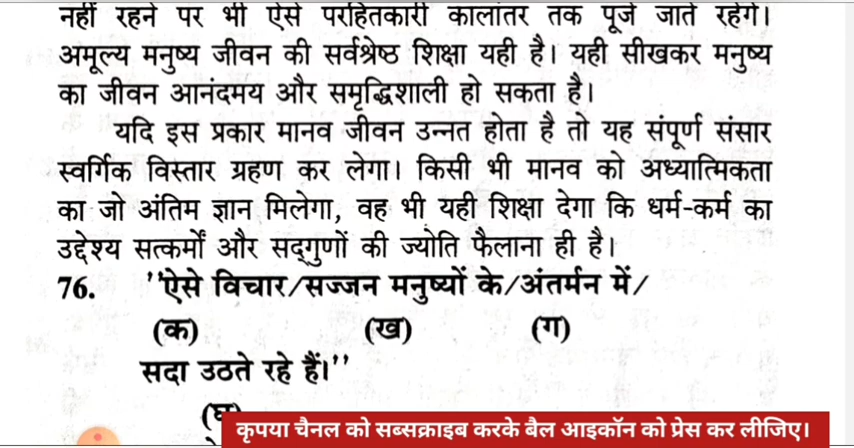 नहीं रहने पर भी ऐसे परहितकारी कालांतर तक पूजे जाते रहेंगे।
अमूल्य मनुष्य जीवन की सर्वश्रेष्ठ शिक्षा यही है। यही सीखकर मनुष्य
का जीवन आनंदमय और समृद्धिशाली हो सकता है।
यदि इस प्रकार मानव जीवन उन्नत होता है तो यह संपूर्ण संसार
स्वर्गिक विस्तार ग्रहण कर लेगा। किसी भी मानव को अध्यात्मिकता
का जो अंतिम ज्ञान मिलेगा, वह भी यही शिक्षा देगा कि धर्म-कर्म का
उद्देश्य सत्कर्मों और सद्‌गुणों की ज्योति फैलाना ही है।
76. ''ऐसे विचार/सज्जन मनुष्यों के/अंतर्मन में/
(क) (ख) (ग)
सदा उठते रहे हैं।''
(घ)
कृपया चैनल को सब्सक्राइब करके बैल आइकॉन को प्रेस कर लीजिए।